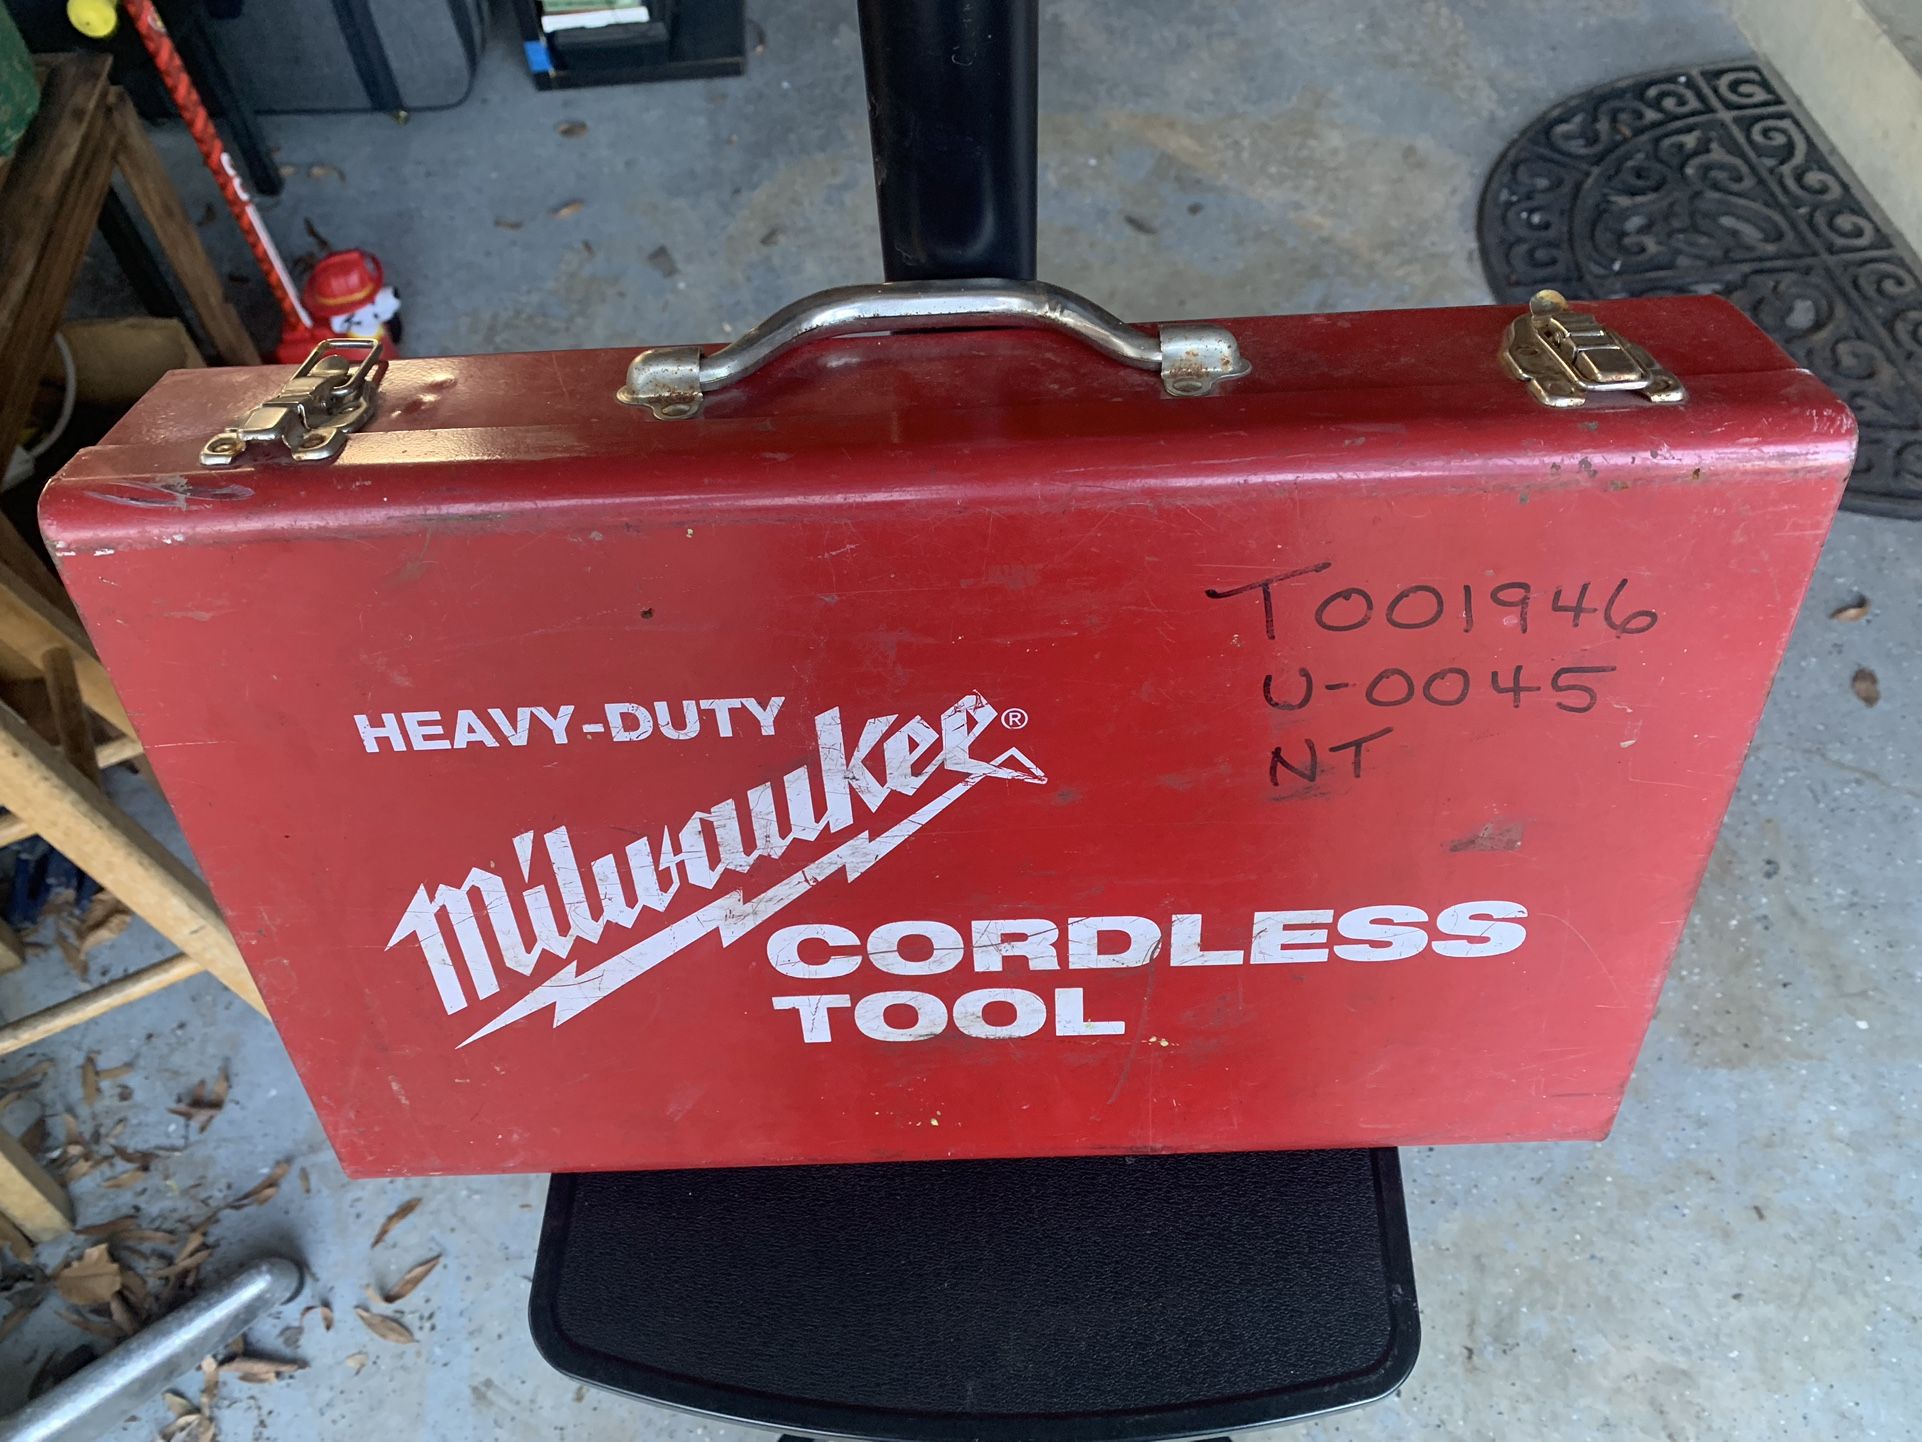 T001946
U-0045
NT
HEAVY-DUTY
Milwaukee®
CORDLESS
TOOL